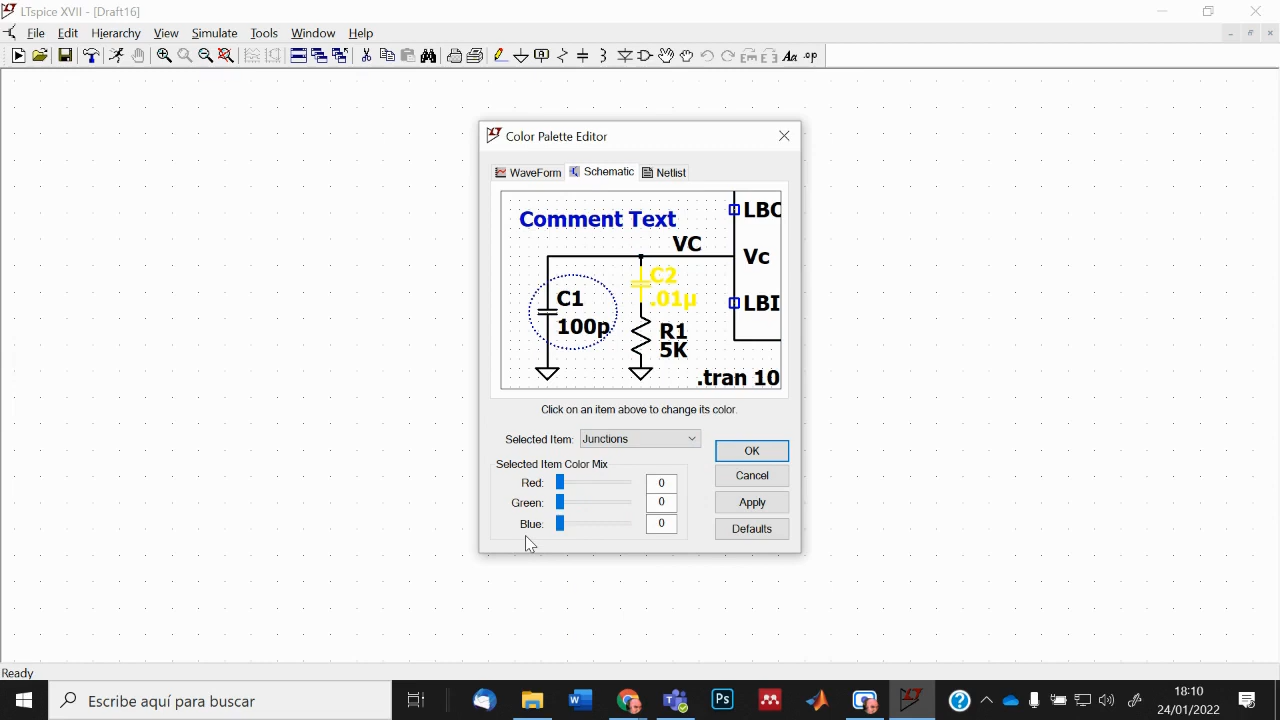 LTspice XVII - [Draft16]
File Edit Hierarchy View Simulate Tools Window Help
Color Palette Editor
WaveForm Schematic Netlist
Comment Text
LBO
VC
Vc
C2
.01µ
C1
100p
LBI
R1
5K
.tran 10
Click on an item above to change its color.
Selected Item: Junctions
Selected Item Color Mix
Red: 0
Green: 0
Blue: 0
OK
Cancel
Apply
Defaults
Ready
Escribe aquí para buscar
18:10
24/01/2022